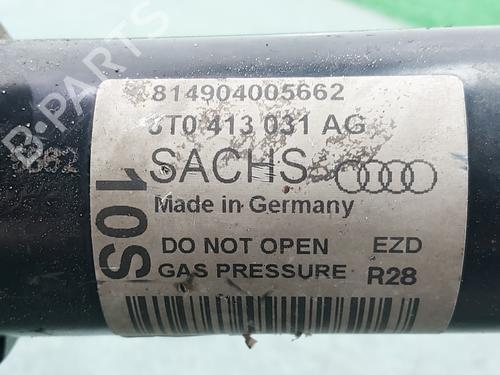 B-PARTS
814904005662
8T0 413 031 AG
SACHS
Made in Germany
DO NOT OPEN EZD
GAS PRESSURE R28
10S